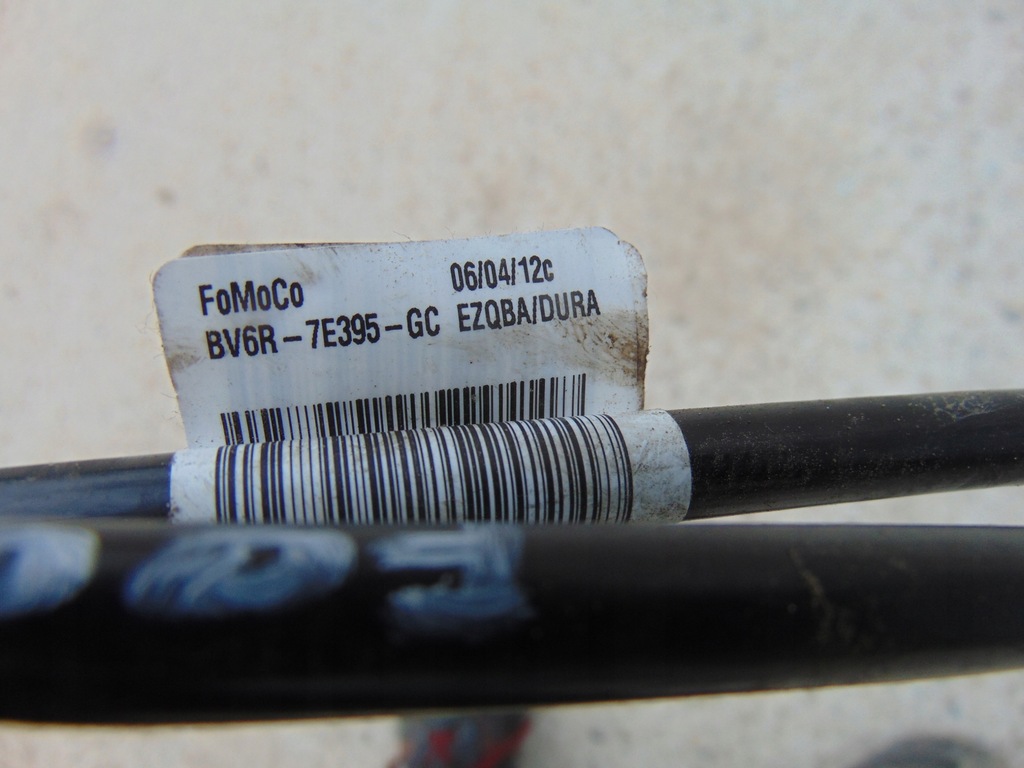 FoMoCo 06/04/12c
BV6R-7E395-GC EZQBA/DURA